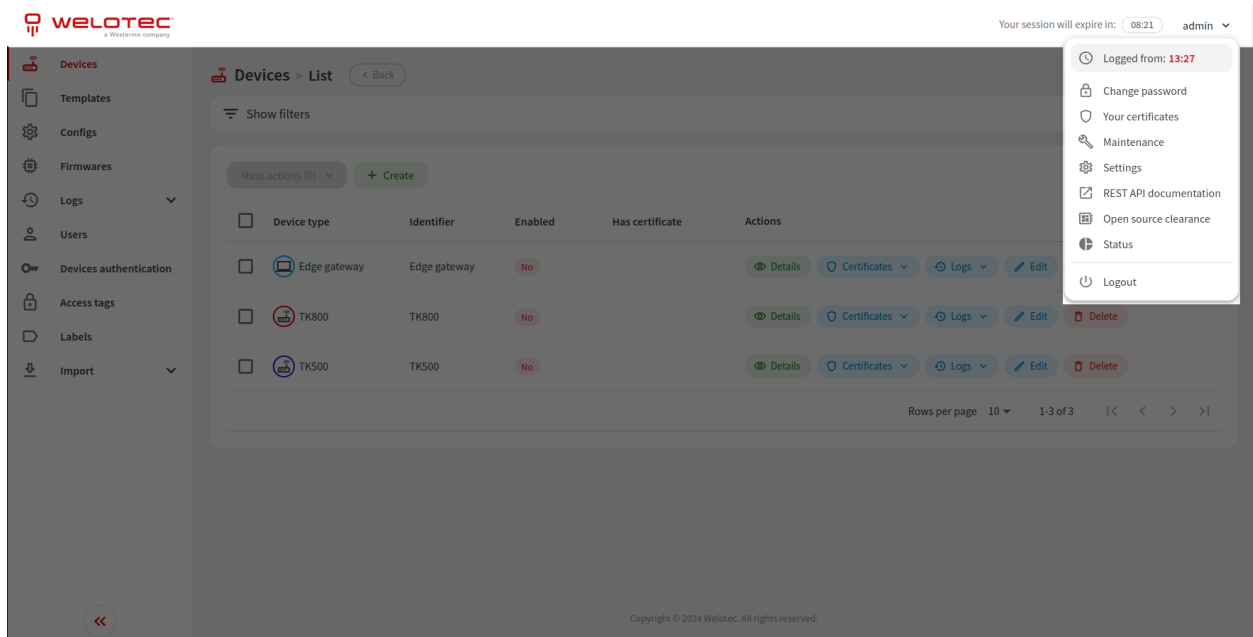 WELOTEC
a Westermo company
Your session will expire in: 08:21 admin
Logged from: 13:27
Change password
Your certificates
Maintenance
Settings
REST API documentation
Open source clearance
Status
Logout
Devices
Templates
Configs
Firmwares
Logs
Users
Devices authentication
Access tags
Labels
Import
Devices > List < Back
Show filters
Mass actions (0) + Create
Device type Identifier Enabled Has certificate Actions
Edge gateway Edge gateway No Details Certificates Logs Edit
TK800 TK800 No Details Certificates Logs Edit Delete
TK500 TK500 No Details Certificates Logs Edit Delete
Rows per page 10 1-3 of 3
Copyright © 2024 Welotec. All rights reserved.